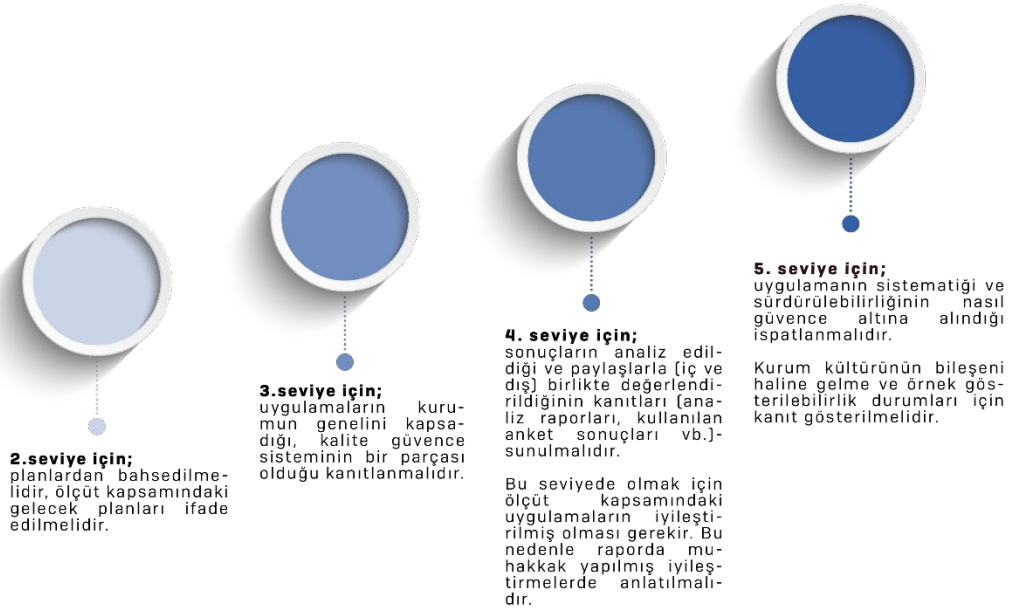 2.seviye için;
planlardan bahsedilme-
lidir, ölçüt kapsamındaki
gelecek planları ifade
edilmelidir.
3.seviye için;
uygulamaların kuru-
mun genelini kapsa-
dığı, kalite güvence
sisteminin bir parçası
olduğu kanıtlanmalıdır.
4. seviye için;
sonuçların analiz edil-
diği ve paylaşlarla (iç ve
dış) birlikte değerlendi-
rildiğinin kanıtları (ana-
liz raporları, kullanılan
anket sonuçları vb.)-
sunulmalıdır.
Bu seviyede olmak için
ölçüt kapsamındaki
uygulamaların iyileşti-
rilmiş olması gerekir. Bu
nedenle raporda mu-
hakkak yapılmış iyileş-
tirmelerde anlatılmalı-
dır.
5. seviye için;
uygulamanın sistematiği ve
sürdürülebilirliğinin nasıl
güvence altına alındığı
ispatlanmalıdır.
Kurum kültürünün bileşeni
haline gelme ve örnek gös-
terilebilirlik durumları için
kanıt gösterilmelidir.